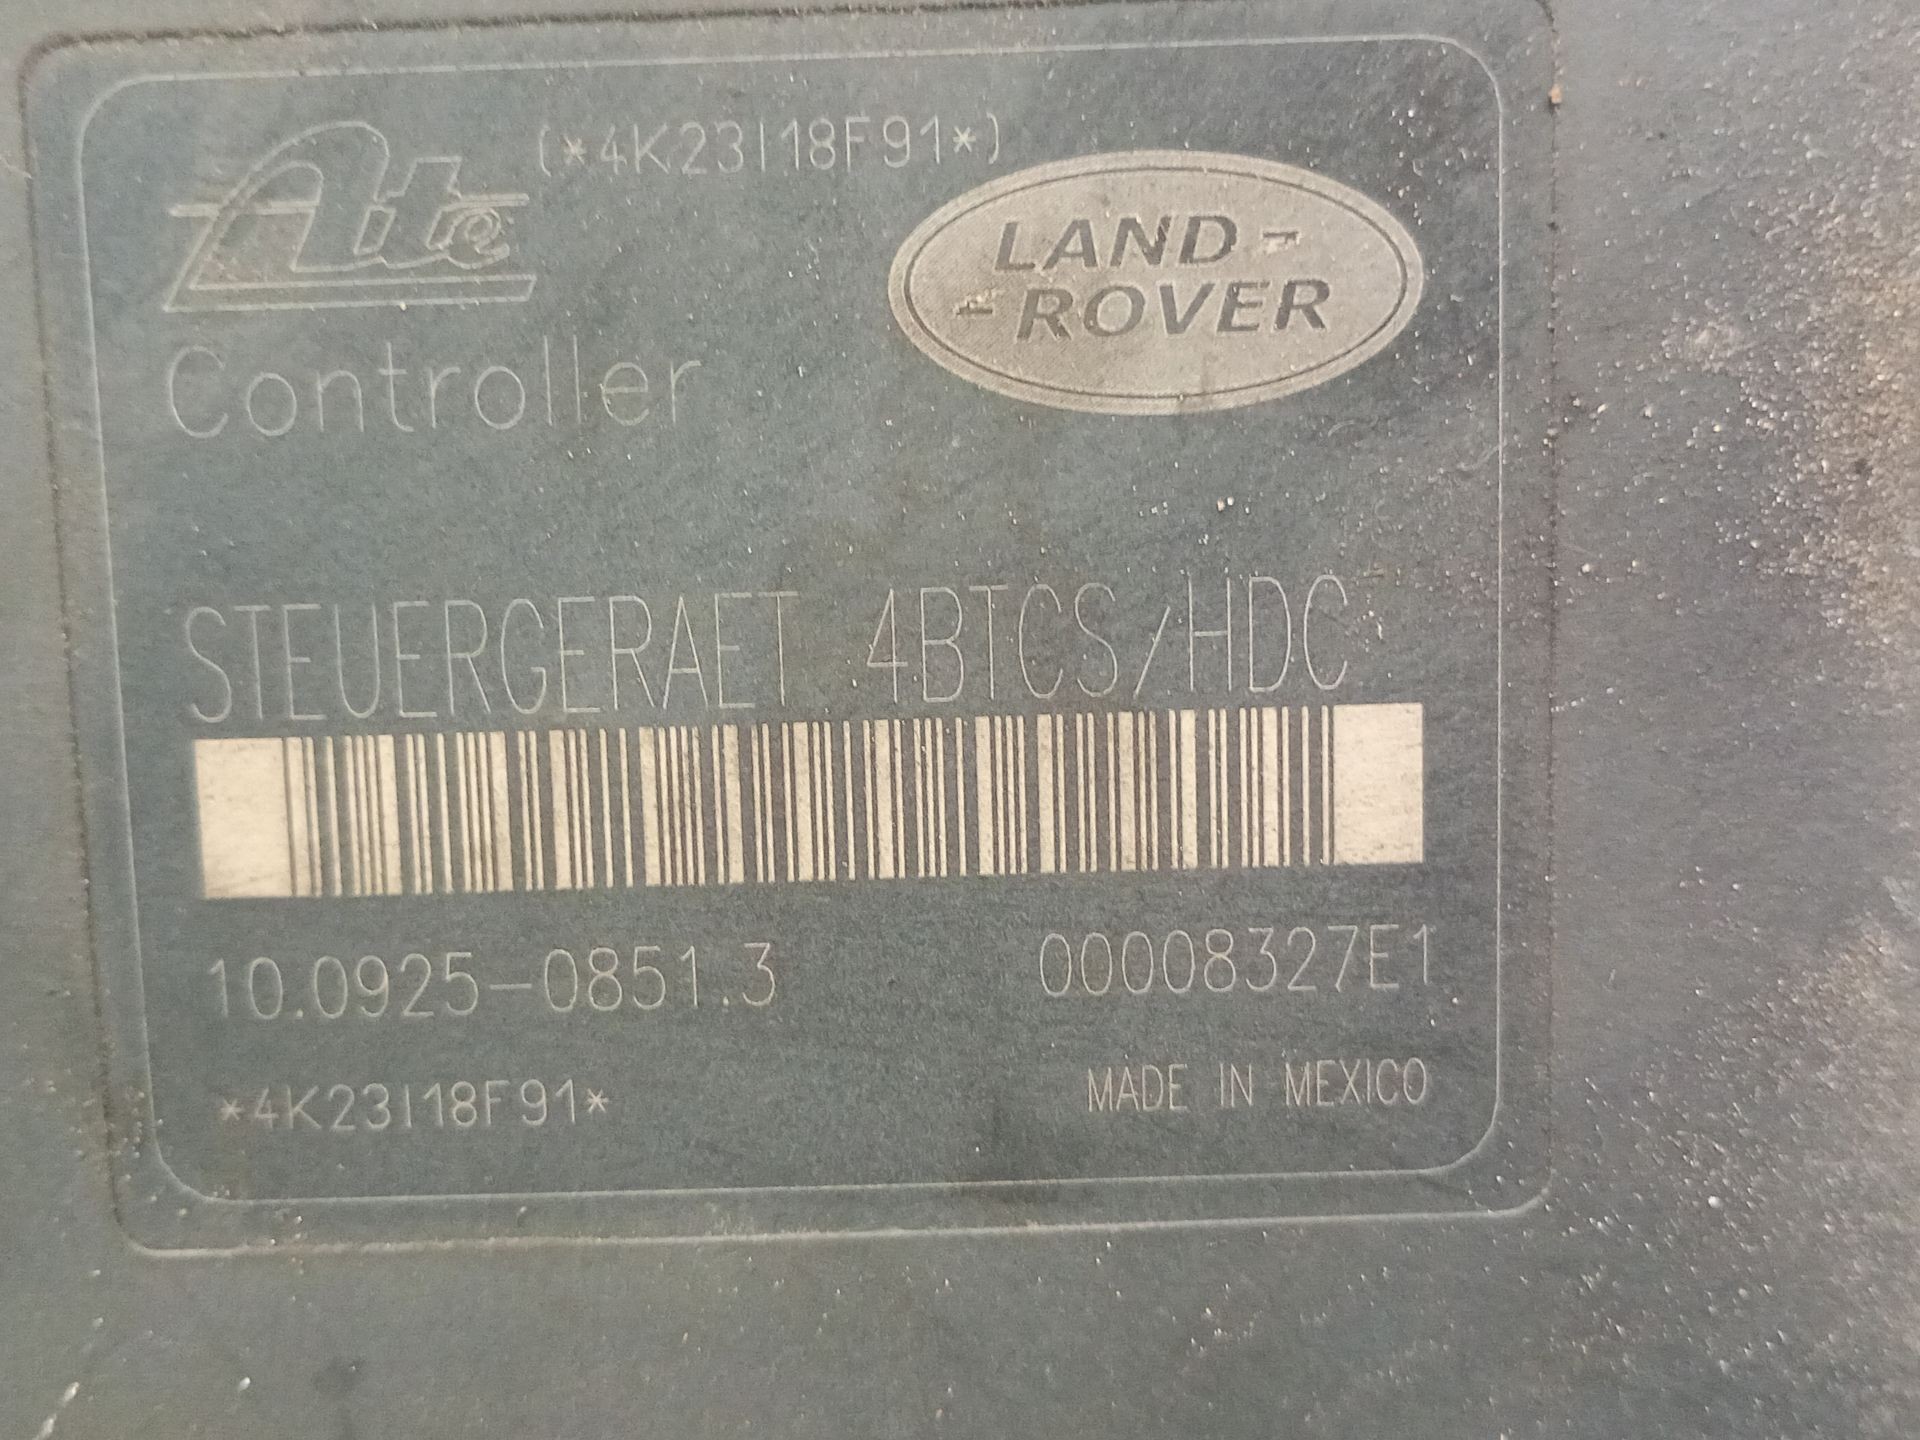 (*4K23I18F91*)
Ate
LAND-
-ROVER
Controller
STEUERGERAET 4BTCS/HDC
10.0925-0851.3 00008327E1
*4K23I18F91* MADE IN MEXICO